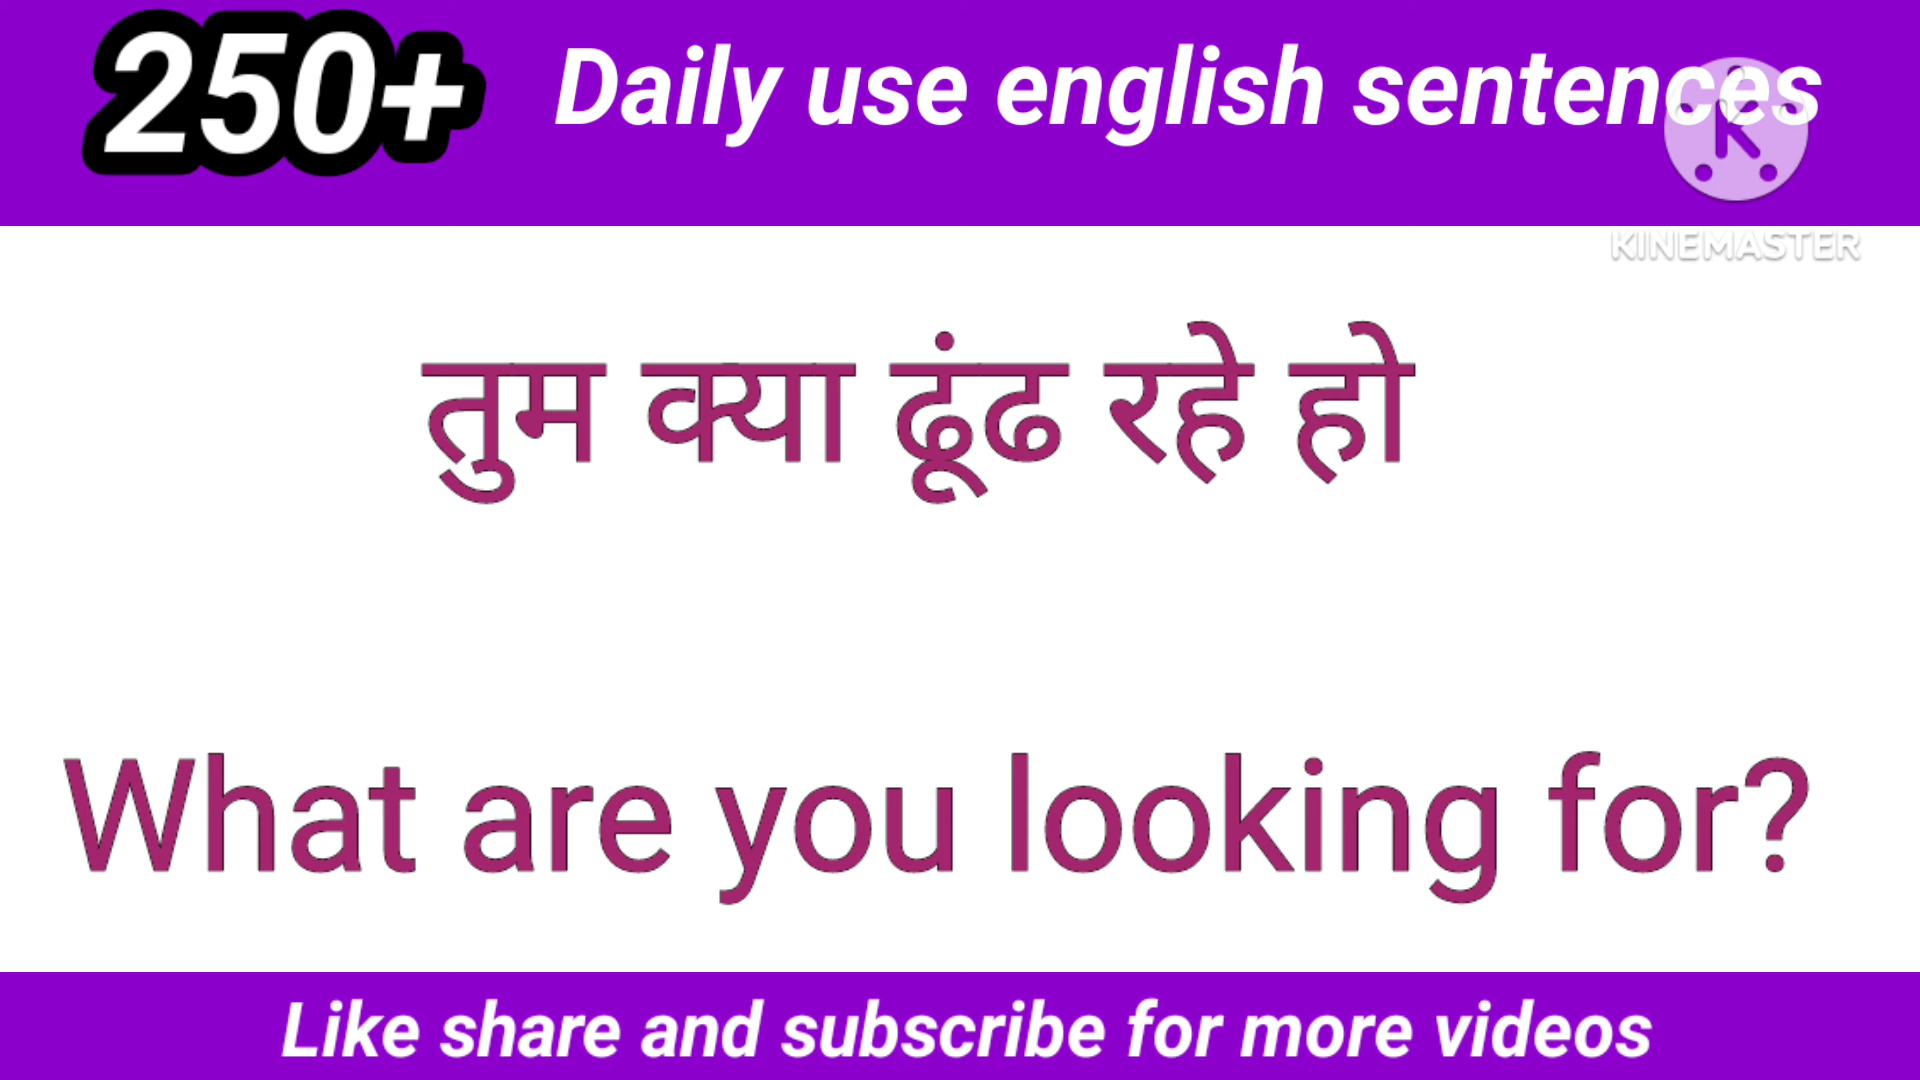 250+ Daily use english sentences
KINEMASTER
तुम क्या ढूंढ रहे हो
What are you looking for?
Like share and subscribe for more videos